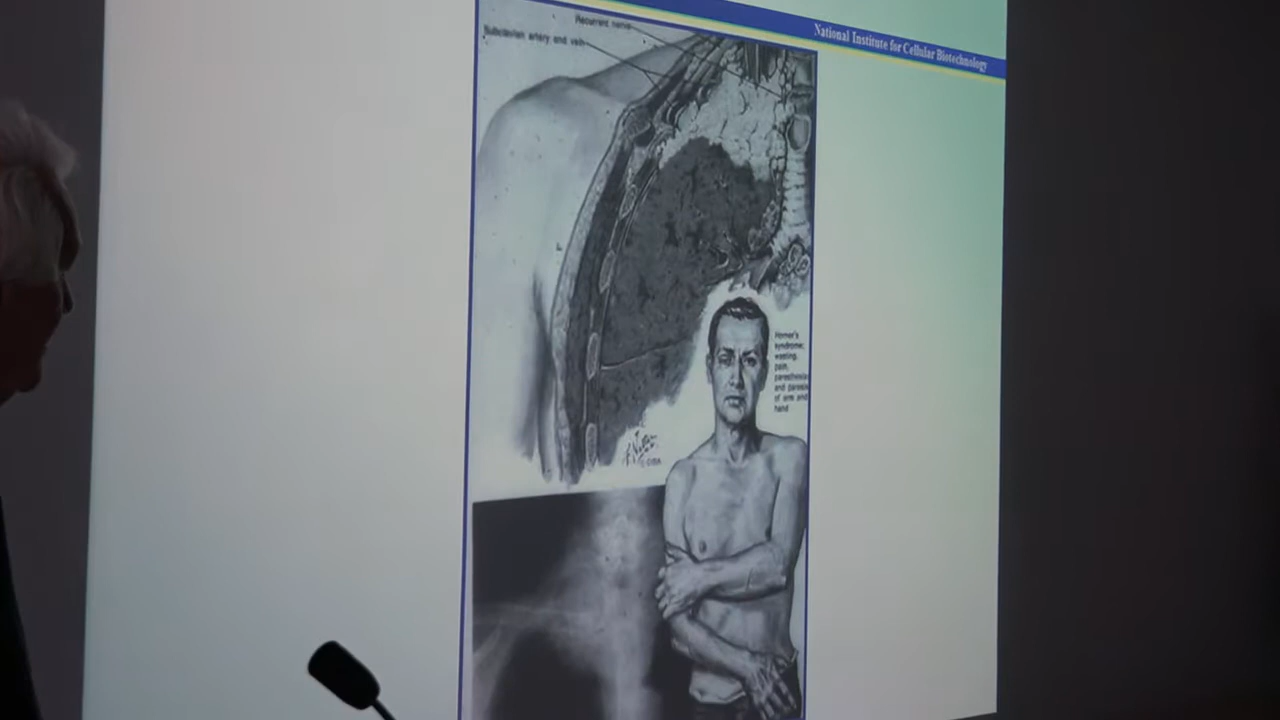 National Institute for Cellular Biotechnology
Recurrent nerve
Subclavian artery and vein
Horner's
syndrome;
wasting,
pain,
paresthesia
and paresis
of arm and
hand